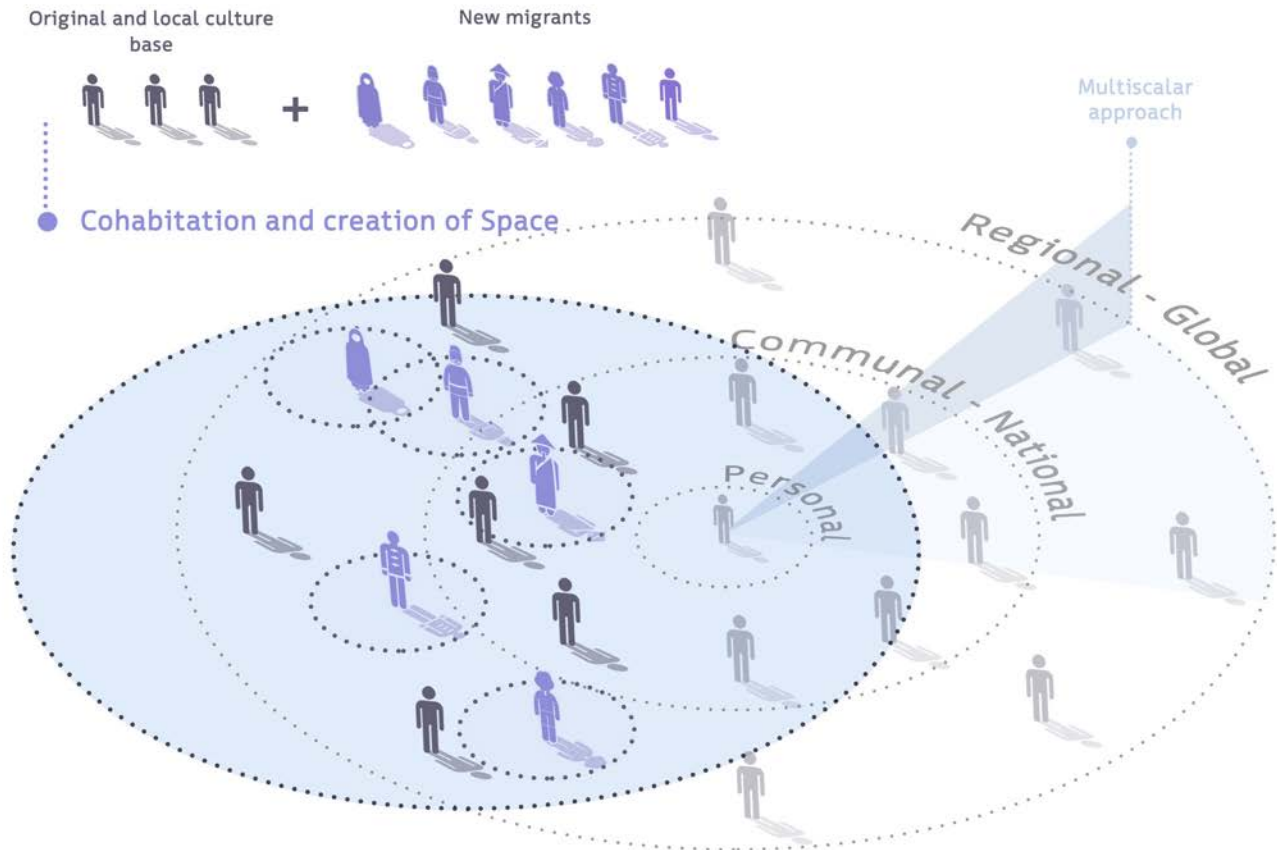 Original and local culture
base
New migrants
+
Multiscalar
approach
Cohabitation and creation of Space
Regional - Global
Communal - National
Personal